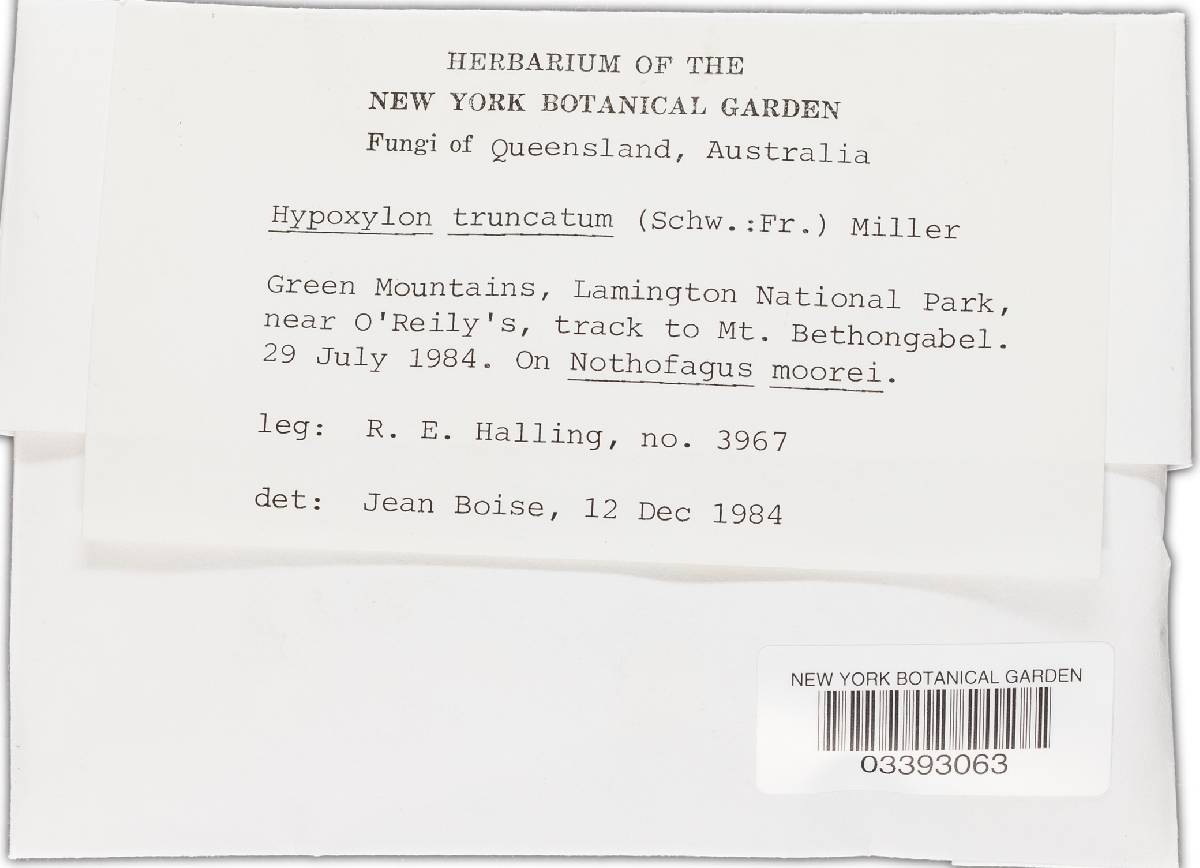 HERBARIUM OF THE
NEW YORK BOTANICAL GARDEN
Fungi of Queensland, Australia
Hypoxylon truncatum (Schw.:Fr.) Miller
Green Mountains, Lamington National Park,
near O'Reily's, track to Mt. Bethongabel.
29 July 1984. On Nothofagus moorei.
leg: R. E. Halling, no. 3967
det: Jean Boise, 12 Dec 1984
NEW YORK BOTANICAL GARDEN
03393063